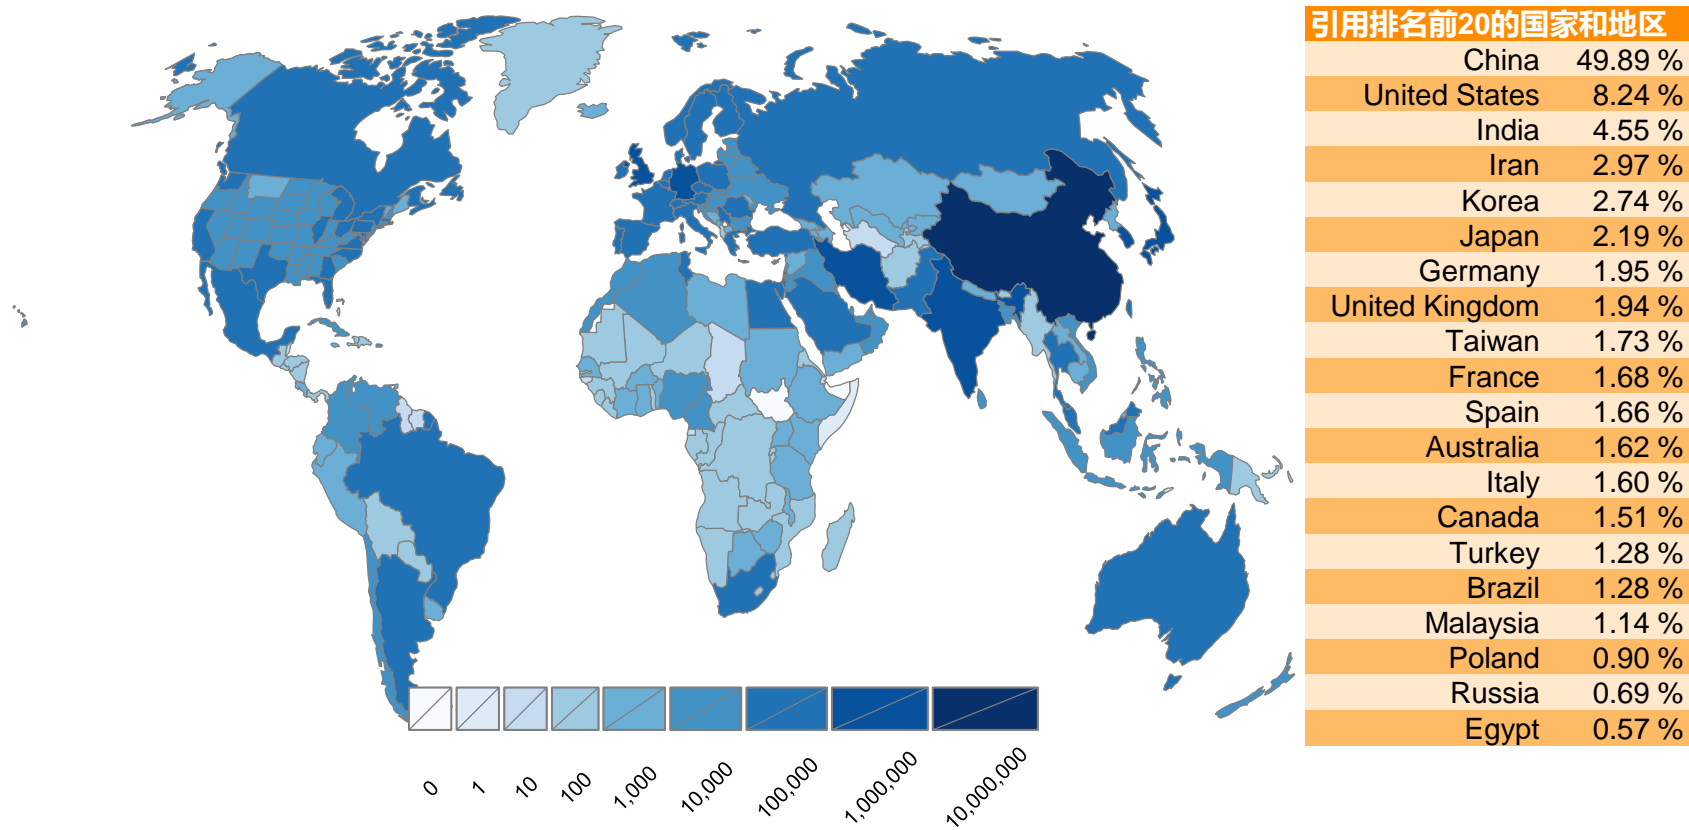 引用排名前20的国家和地区
China 49.89 %
United States 8.24 %
India 4.55 %
Iran 2.97 %
Korea 2.74 %
Japan 2.19 %
Germany 1.95 %
United Kingdom 1.94 %
Taiwan 1.73 %
France 1.68 %
Spain 1.66 %
Australia 1.62 %
Italy 1.60 %
Canada 1.51 %
Turkey 1.28 %
Brazil 1.28 %
Malaysia 1.14 %
Poland 0.90 %
Russia 0.69 %
Egypt 0.57 %
0 1 10 100 1,000 10,000 100,000 1,000,000 10,000,000